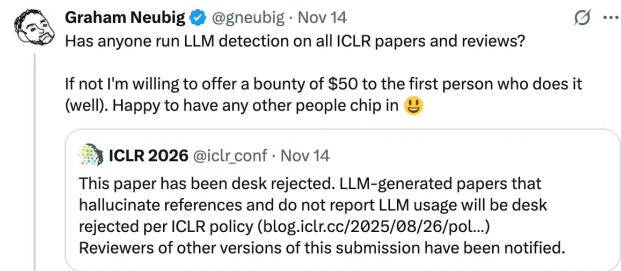 Graham Neubig @gneubig · Nov 14
Has anyone run LLM detection on all ICLR papers and reviews?
If not I'm willing to offer a bounty of $50 to the first person who does it
(well). Happy to have any other people chip in 😃
ICLR 2026 @iclr_conf · Nov 14
This paper has been desk rejected. LLM-generated papers that
hallucinate references and do not report LLM usage will be desk
rejected per ICLR policy (blog.iclr.cc/2025/08/26/pol...)
Reviewers of other versions of this submission have been notified.